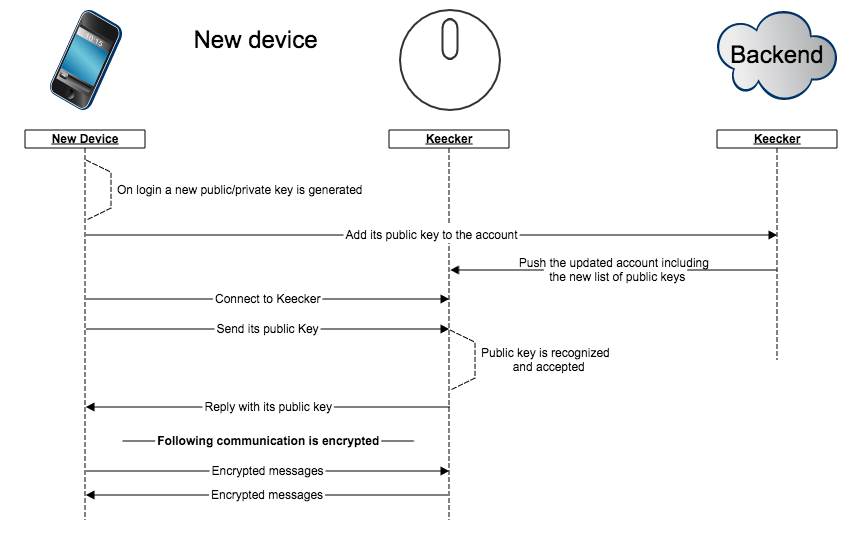 10:15
New device
Backend
New Device
Keecker
Keecker
On login a new public/private key is generated
Add its public key to the account
Push the updated account including
the new list of public keys
Connect to Keecker
Send its public Key
Public key is recognized
and accepted
Reply with its public key
Following communication is encrypted
Encrypted messages
Encrypted messages